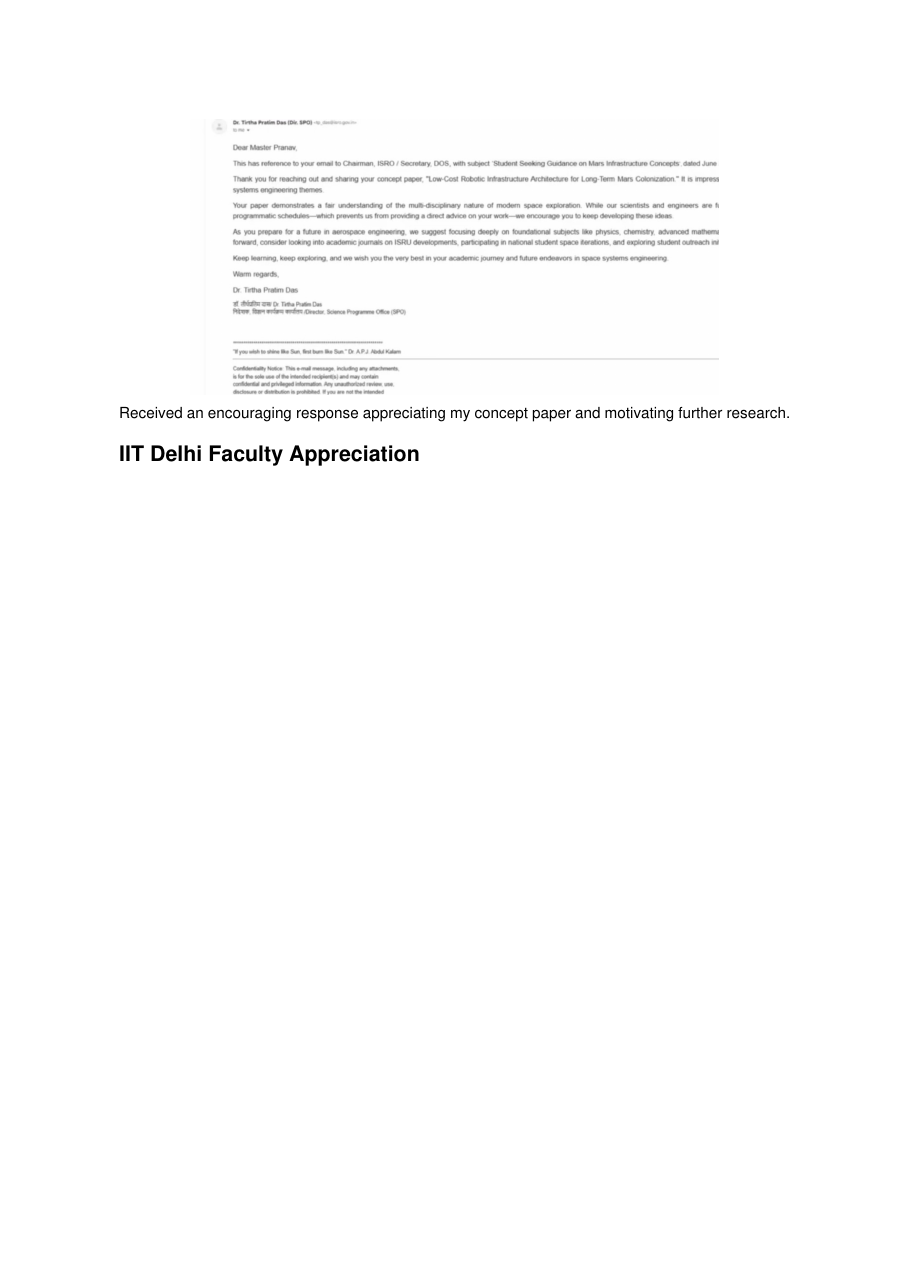 Dr. Tirtha Pratim Das (Dir. SPO)
to me
Dear Master Pranav,
This has reference to your email to Chairman, ISRO / Secretary, DOS, with subject 'Student Seeking Guidance on Mars Infrastructure Concepts' dated June
Thank you for reaching out and sharing your concept paper, "Low-Cost Robotic Infrastructure Architecture for Long-Term Mars Colonization." It is
systems engineering themes.
Your paper demonstrates a fair understanding of the multi-disciplinary nature of modern space exploration. While our scientists and engineers are
programmatic schedules—which prevents us from providing a direct advice on your work—we encourage you to keep developing these ideas.
As you prepare for a future in aerospace engineering, we suggest focusing deeply on foundational subjects like physics, chemistry, advanced
forward, consider looking into academic journals on ISRU developments, participating in national student space iterations, and exploring student outreach
Keep learning, keep exploring, and we wish you the very best in your academic journey and future endeavors in space systems engineering.
Warm regards,
Dr. Tirtha Pratim Das
Dr. Tirtha Pratim Das
/Director, Science Programme Office (SPO)
"If you wish to shine like Sun, first burn like Sun." Dr. A.P.J. Abdul Kalam
Confidentiality Notice: This e-mail message, including any attachments,
is for the sole use of the intended recipient(s) and may contain
confidential and privileged information. Any unauthorized review, use,
disclosure or distribution is prohibited. If you are not the intended
Received an encouraging response appreciating my concept paper and motivating further research.
IIT Delhi Faculty Appreciation